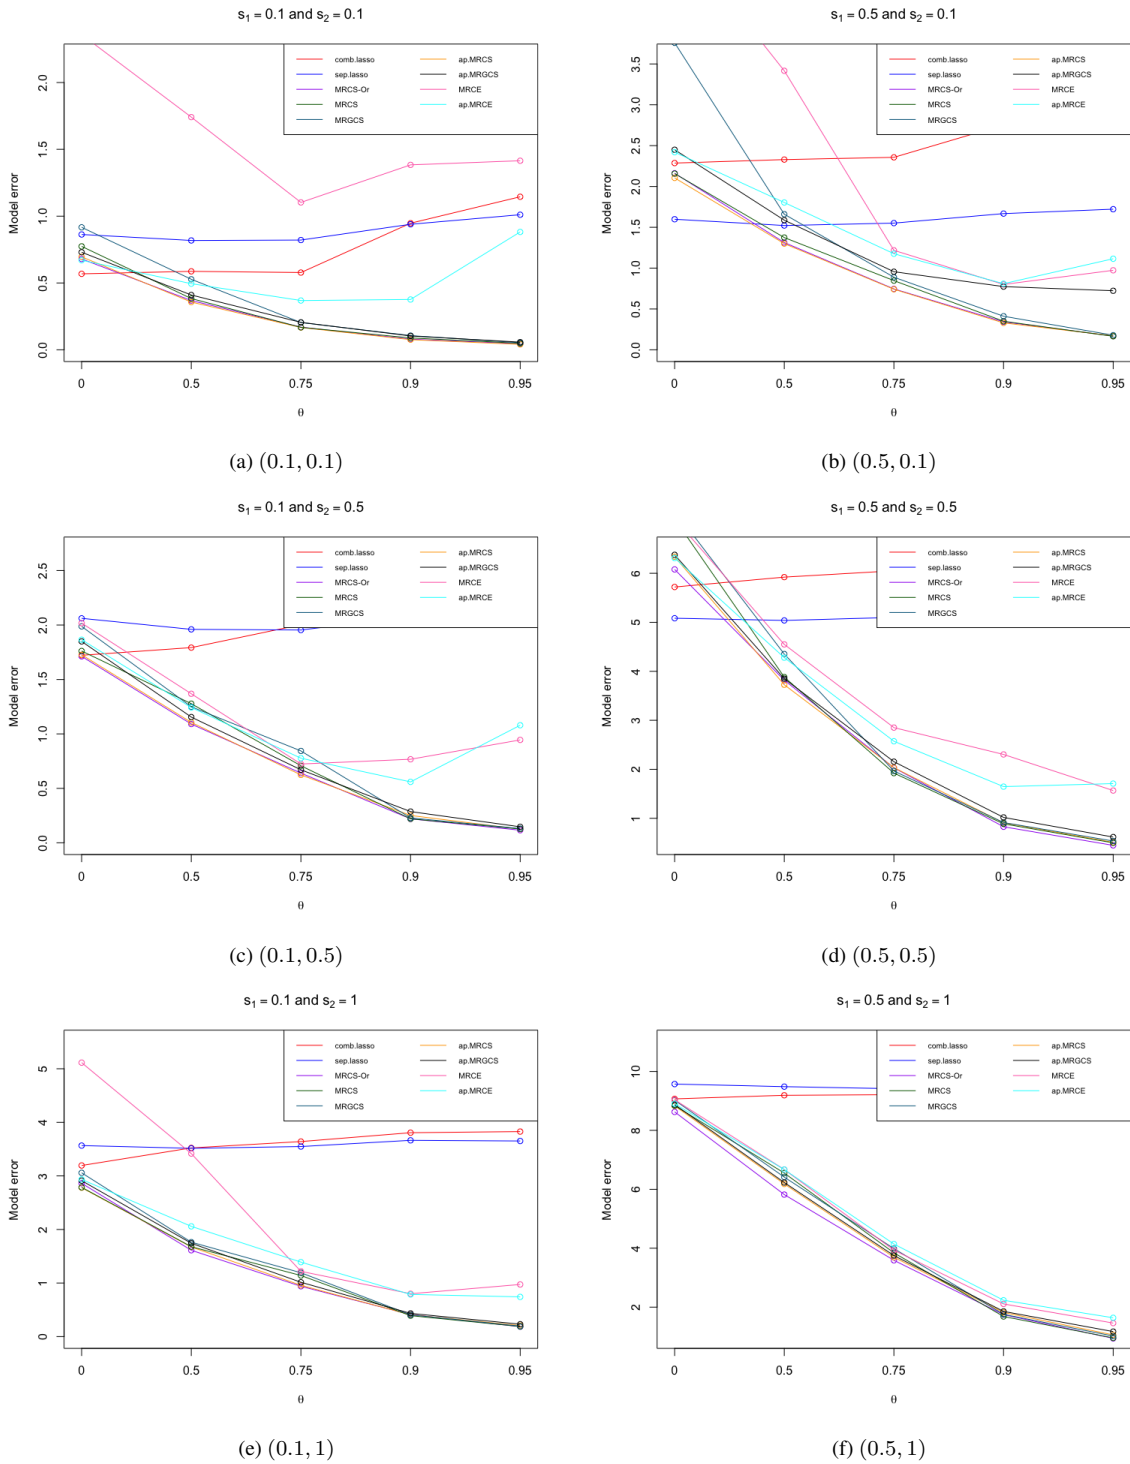 s₁ = 0.1 and s₂ = 0.1
comb.lasso
sep.lasso
MRCS-Or
MRCS
MRGCS
ap.MRCS
ap.MRGCS
MRCE
ap.MRCE
Model error
0.0 0.5 1.0 1.5 2.0
0 0.5 0.75 0.9 0.95
θ
(a) (0.1, 0.1)
s₁ = 0.5 and s₂ = 0.1
comb.lasso
sep.lasso
MRCS-Or
MRCS
MRGCS
ap.MRCS
ap.MRGCS
MRCE
ap.MRCE
Model error
0.0 0.5 1.0 1.5 2.0 2.5 3.0 3.5
0 0.5 0.75 0.9 0.95
θ
(b) (0.5, 0.1)
s₁ = 0.1 and s₂ = 0.5
comb.lasso
sep.lasso
MRCS-Or
MRCS
MRGCS
ap.MRCS
ap.MRGCS
MRCE
ap.MRCE
Model error
0.0 0.5 1.0 1.5 2.0 2.5
0 0.5 0.75 0.9 0.95
θ
(c) (0.1, 0.5)
s₁ = 0.5 and s₂ = 0.5
comb.lasso
sep.lasso
MRCS-Or
MRCS
MRGCS
ap.MRCS
ap.MRGCS
MRCE
ap.MRCE
Model error
1 2 3 4 5 6
0 0.5 0.75 0.9 0.95
θ
(d) (0.5, 0.5)
s₁ = 0.1 and s₂ = 1
comb.lasso
sep.lasso
MRCS-Or
MRCS
MRGCS
ap.MRCS
ap.MRGCS
MRCE
ap.MRCE
Model error
0 1 2 3 4 5
0 0.5 0.75 0.9 0.95
θ
(e) (0.1, 1)
s₁ = 0.5 and s₂ = 1
comb.lasso
sep.lasso
MRCS-Or
MRCS
MRGCS
ap.MRCS
ap.MRGCS
MRCE
ap.MRCE
Model error
2 4 6 8 10
0 0.5 0.75 0.9 0.95
θ
(f) (0.5, 1)